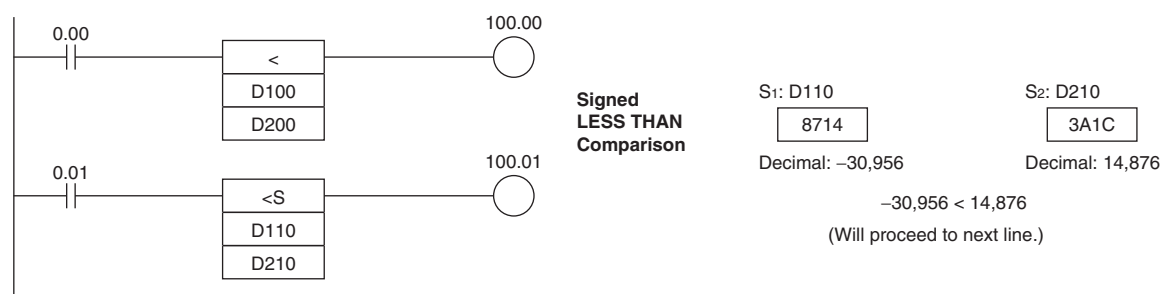 0.00
<
D100
D200
100.00
0.01
<S
D110
D210
100.01
Signed
LESS THAN
Comparison
S1: D110
8714
Decimal: −30,956
S2: D210
3A1C
Decimal: 14,876
−30,956 < 14,876
(Will proceed to next line.)